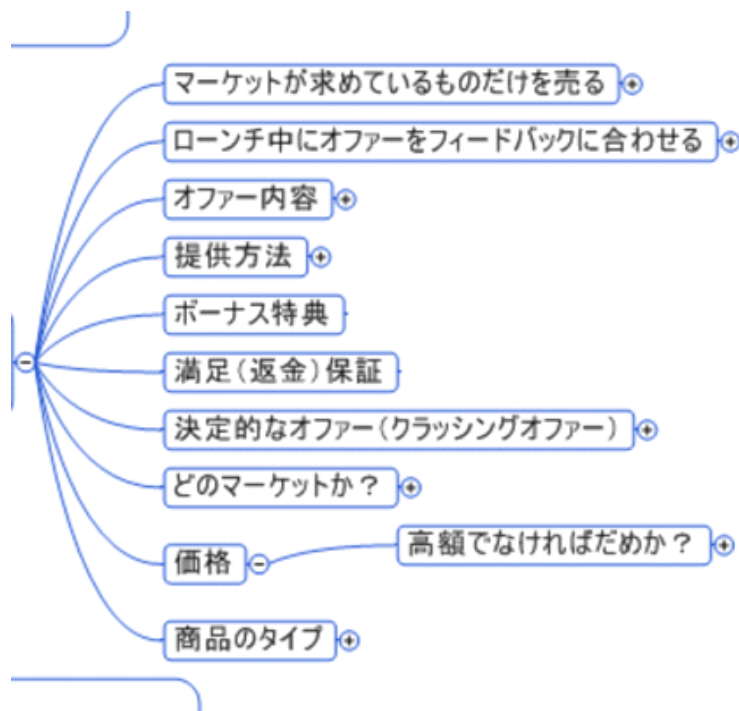 マーケットが求めているものだけを売る
ローンチ中にオファーをフィードバックに合わせる
オファー内容
提供方法
ボーナス特典
満足(返金)保証
決定的なオファー(クラッシングオファー)
どのマーケットか？
価格
高額でなければだめか？
商品のタイプ